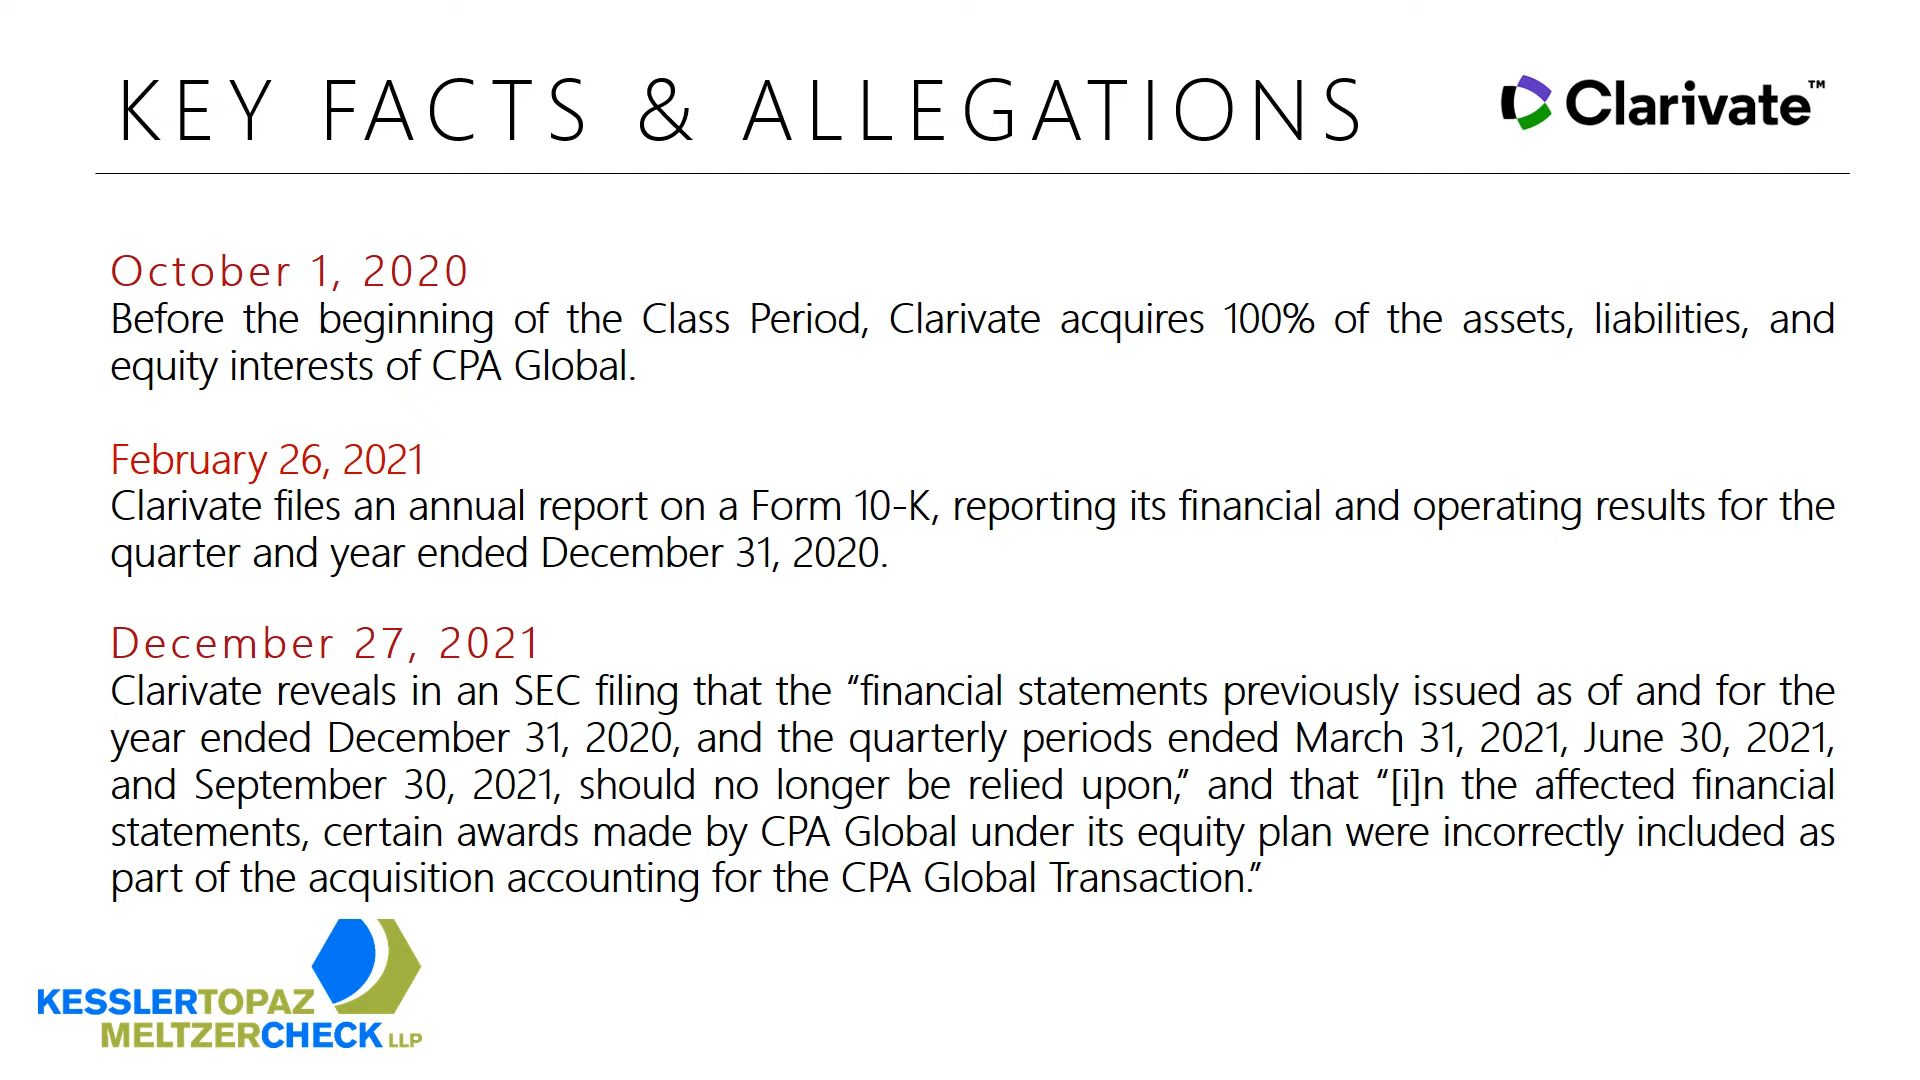 KEY FACTS & ALLEGATIONS
Clarivate™
October 1, 2020
Before the beginning of the Class Period, Clarivate acquires 100% of the assets, liabilities, and
equity interests of CPA Global.
February 26, 2021
Clarivate files an annual report on a Form 10-K, reporting its financial and operating results for the
quarter and year ended December 31, 2020.
December 27, 2021
Clarivate reveals in an SEC filing that the “financial statements previously issued as of and for the
year ended December 31, 2020, and the quarterly periods ended March 31, 2021, June 30, 2021,
and September 30, 2021, should no longer be relied upon,” and that “[i]n the affected financial
statements, certain awards made by CPA Global under its equity plan were incorrectly included as
part of the acquisition accounting for the CPA Global Transaction.”
KESSLERTOPAZ
MELTZERCHECK LLP